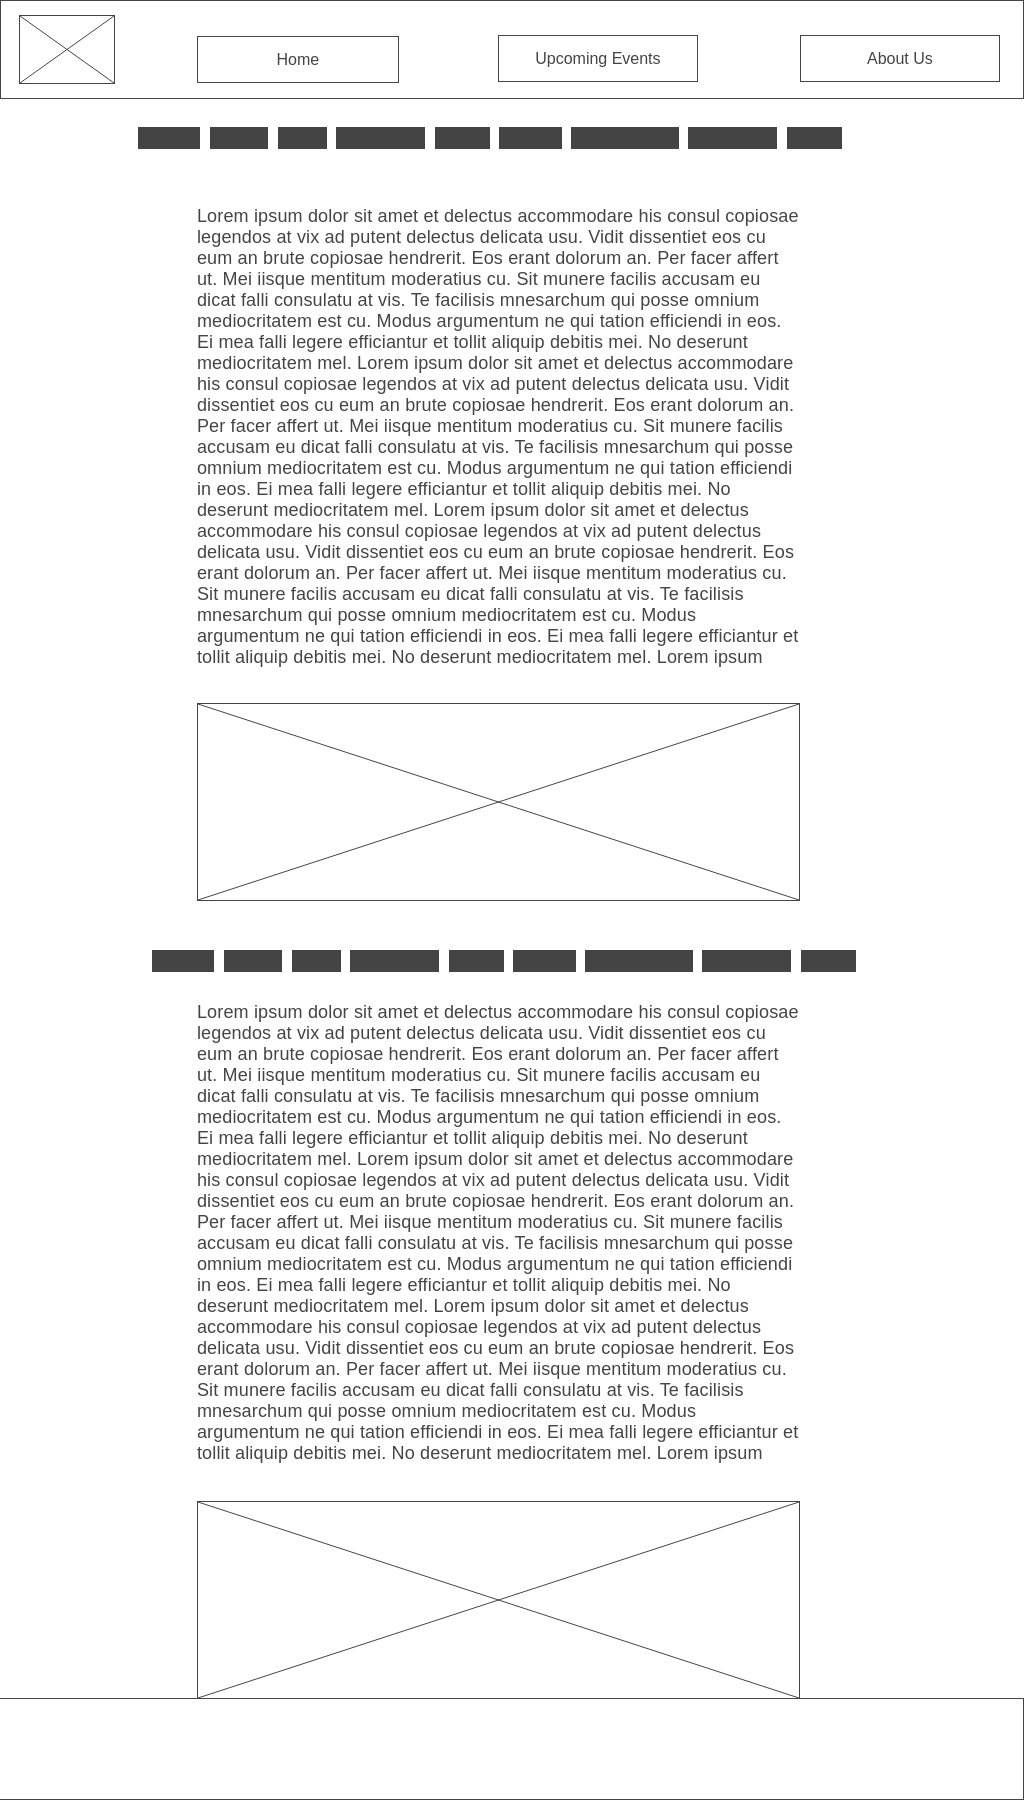 Home
Upcoming Events
About Us
Lorem ipsum dolor sit amet et delectus accommodare his consul copiosae
legendos at vix ad putent delectus delicata usu. Vidit dissentiet eos cu
eum an brute copiosae hendrerit. Eos erant dolorum an. Per facer affert
ut. Mei iisque mentitum moderatius cu. Sit munere facilis accusam eu
dicat falli consulatu at vis. Te facilisis mnesarchum qui posse omnium
mediocritatem est cu. Modus argumentum ne qui tation efficiendi in eos.
Ei mea falli legere efficiantur et tollit aliquip debitis mei. No deserunt
mediocritatem mel. Lorem ipsum dolor sit amet et delectus accommodare
his consul copiosae legendos at vix ad putent delectus delicata usu. Vidit
dissentiet eos cu eum an brute copiosae hendrerit. Eos erant dolorum an.
Per facer affert ut. Mei iisque mentitum moderatius cu. Sit munere facilis
accusam eu dicat falli consulatu at vis. Te facilisis mnesarchum qui posse
omnium mediocritatem est cu. Modus argumentum ne qui tation efficiendi
in eos. Ei mea falli legere efficiantur et tollit aliquip debitis mei. No
deserunt mediocritatem mel. Lorem ipsum dolor sit amet et delectus
accommodare his consul copiosae legendos at vix ad putent delectus
delicata usu. Vidit dissentiet eos cu eum an brute copiosae hendrerit. Eos
erant dolorum an. Per facer affert ut. Mei iisque mentitum moderatius cu.
Sit munere facilis accusam eu dicat falli consulatu at vis. Te facilisis
mnesarchum qui posse omnium mediocritatem est cu. Modus
argumentum ne qui tation efficiendi in eos. Ei mea falli legere efficiantur et
tollit aliquip debitis mei. No deserunt mediocritatem mel. Lorem ipsum
Lorem ipsum dolor sit amet et delectus accommodare his consul copiosae
legendos at vix ad putent delectus delicata usu. Vidit dissentiet eos cu
eum an brute copiosae hendrerit. Eos erant dolorum an. Per facer affert
ut. Mei iisque mentitum moderatius cu. Sit munere facilis accusam eu
dicat falli consulatu at vis. Te facilisis mnesarchum qui posse omnium
mediocritatem est cu. Modus argumentum ne qui tation efficiendi in eos.
Ei mea falli legere efficiantur et tollit aliquip debitis mei. No deserunt
mediocritatem mel. Lorem ipsum dolor sit amet et delectus accommodare
his consul copiosae legendos at vix ad putent delectus delicata usu. Vidit
dissentiet eos cu eum an brute copiosae hendrerit. Eos erant dolorum an.
Per facer affert ut. Mei iisque mentitum moderatius cu. Sit munere facilis
accusam eu dicat falli consulatu at vis. Te facilisis mnesarchum qui posse
omnium mediocritatem est cu. Modus argumentum ne qui tation efficiendi
in eos. Ei mea falli legere efficiantur et tollit aliquip debitis mei. No
deserunt mediocritatem mel. Lorem ipsum dolor sit amet et delectus
accommodare his consul copiosae legendos at vix ad putent delectus
delicata usu. Vidit dissentiet eos cu eum an brute copiosae hendrerit. Eos
erant dolorum an. Per facer affert ut. Mei iisque mentitum moderatius cu.
Sit munere facilis accusam eu dicat falli consulatu at vis. Te facilisis
mnesarchum qui posse omnium mediocritatem est cu. Modus
argumentum ne qui tation efficiendi in eos. Ei mea falli legere efficiantur et
tollit aliquip debitis mei. No deserunt mediocritatem mel. Lorem ipsum